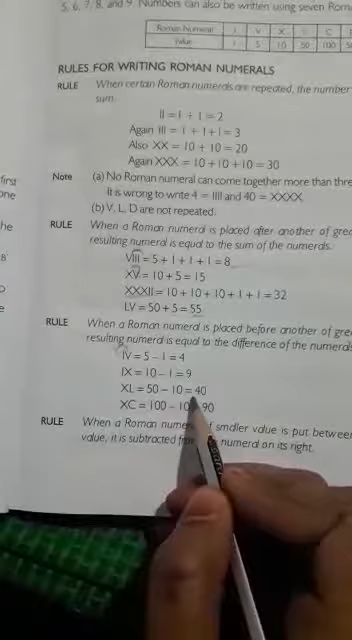 5, 6, 7, 8, and 9. Numbers can also be written using seven Rom
Roman Numeral I V X L C
Value 1 5 10 50 100
RULES FOR WRITING ROMAN NUMERALS
RULE When certain Roman numerals are repeated, the number
sum.
II = 1 + 1 = 2
Again III = 1 + 1 + 1 = 3
Also XX = 10 + 10 = 20
Again XXX = 10 + 10 + 10 = 30
first
one
Note (a) No Roman numeral can come together more than thre
It is wrong to write 4 = IIII and 40 = XXXX.
(b) V, L, D are not repeated.
he
RULE When a Roman numeral is placed after another of grea
resulting numeral is equal to the sum of the numerals.
8
VIII = 5 + 1 + 1 + 1 = 8
XV = 10 + 5 = 15
XXXII = 10 + 10 + 10 + 1 + 1 = 32
LV = 50 + 5 = 55
RULE When a Roman numeral is placed before another of grea
resulting numeral is equal to the difference of the numerals
IV = 5 – 1 = 4
IX = 10 – 1 = 9
XL = 50 – 10 = 40
XC = 100 – 10 90
RULE When a Roman nume of smaller value is put betwee
value, it is subtracted numeral on its right.